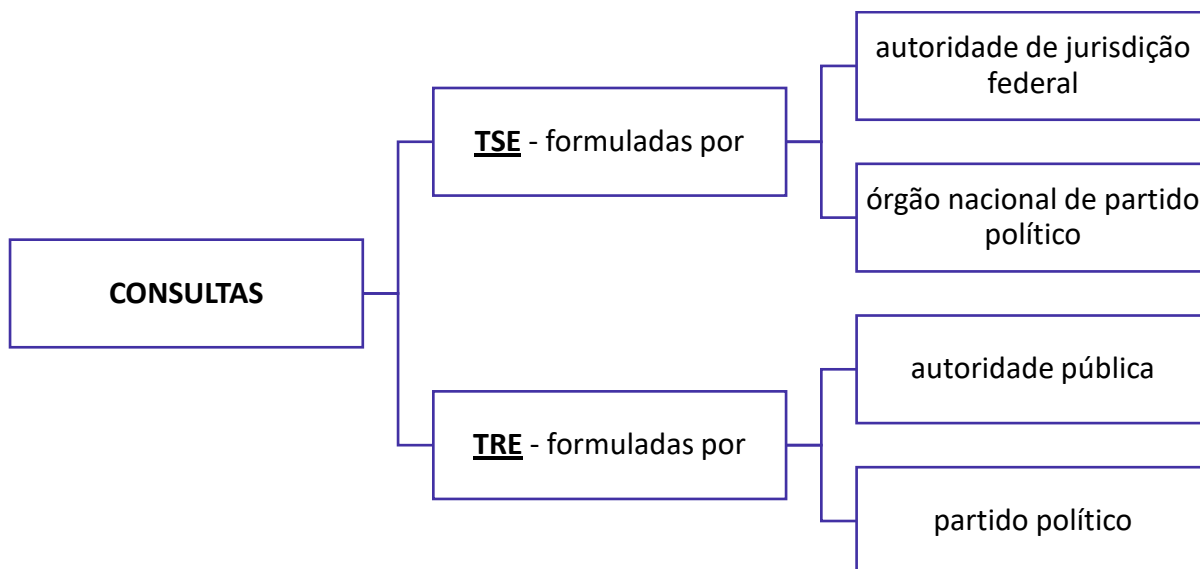 autoridade de jurisdição
federal
TSE - formuladas por
órgão nacional de partido
político
CONSULTAS
autoridade pública
TRE - formuladas por
partido político